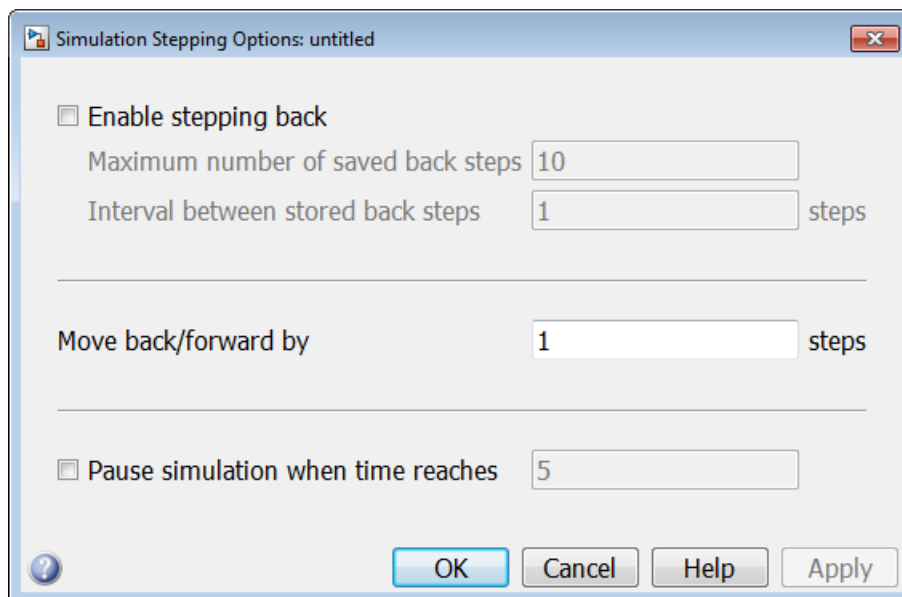 Simulation Stepping Options: untitled
Enable stepping back
Maximum number of saved back steps 10
Interval between stored back steps 1 steps
Move back/forward by 1 steps
Pause simulation when time reaches 5
? OK Cancel Help Apply